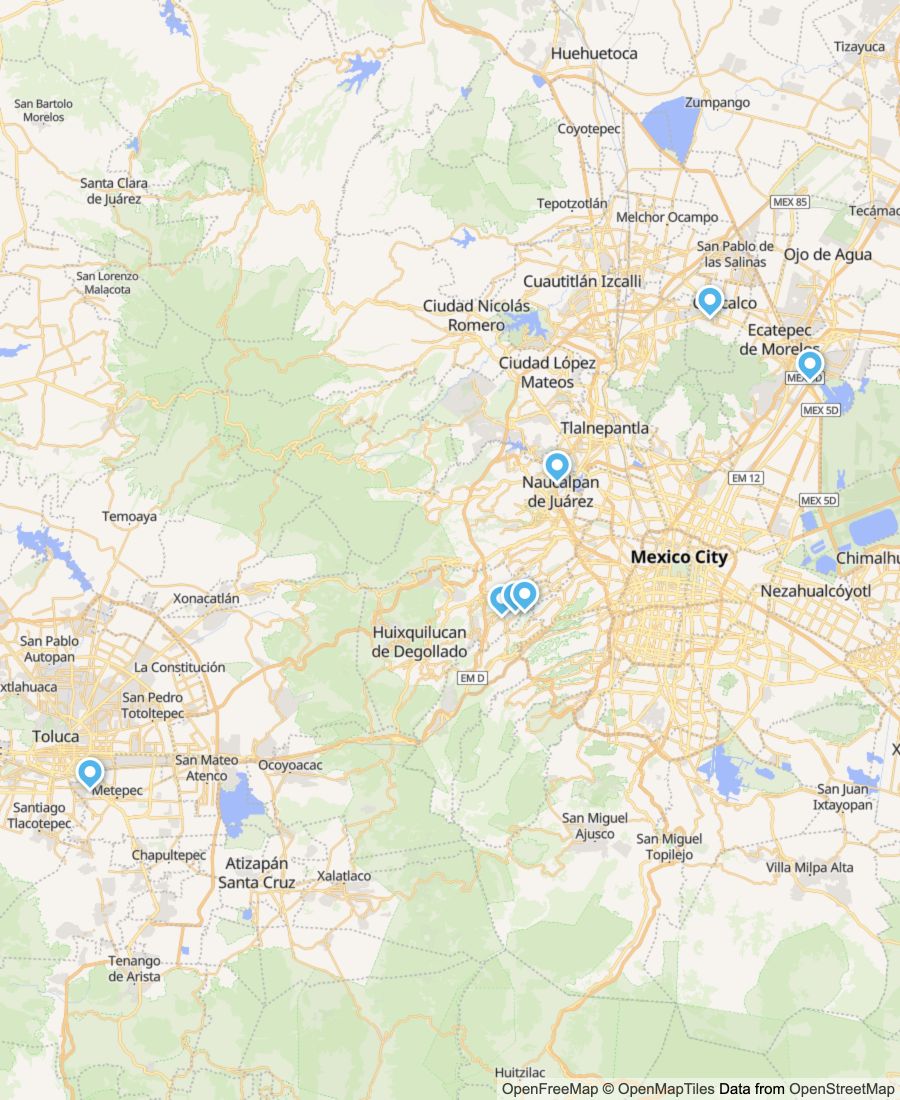 Huehuetoca
Tizayuca
San Bartolo
Morelos
Zumpango
Coyotepec
Santa Clara
de Juárez
Tepotzotlán
MEX 85
Melchor Ocampo
Tecámac
San Pablo de
las Salinas
Ojo de Agua
San Lorenzo
Malacota
Cuautitlán Izcalli
Ciudad Nicolás
Romero
Ecatepec
de Morelos
Ciudad López
Mateos
MEX 5D
Tlalnepantla
EM 12
Naucalpan
de Juárez
MEX 5D
Temoaya
Mexico City
Chimalhu
Nezahualcóyotl
Xonacatlán
Huixquilucan
de Degollado
San Pablo
Autopan
La Constitución
EM D
xtlahuaca
San Pedro
Totoltepec
Toluca
San Mateo
Atenco
Ocoyoacac
Metepec
Santiago
Tlacotepec
San Juan
Ixtayopan
San Miguel
Ajusco
San Miguel
Topilejo
Chapultepec
Atizapán
Santa Cruz
Xalatlaco
Villa Milpa Alta
Tenango
de Arista
Huitzilac
OpenFreeMap © OpenMapTiles Data from OpenStreetMap